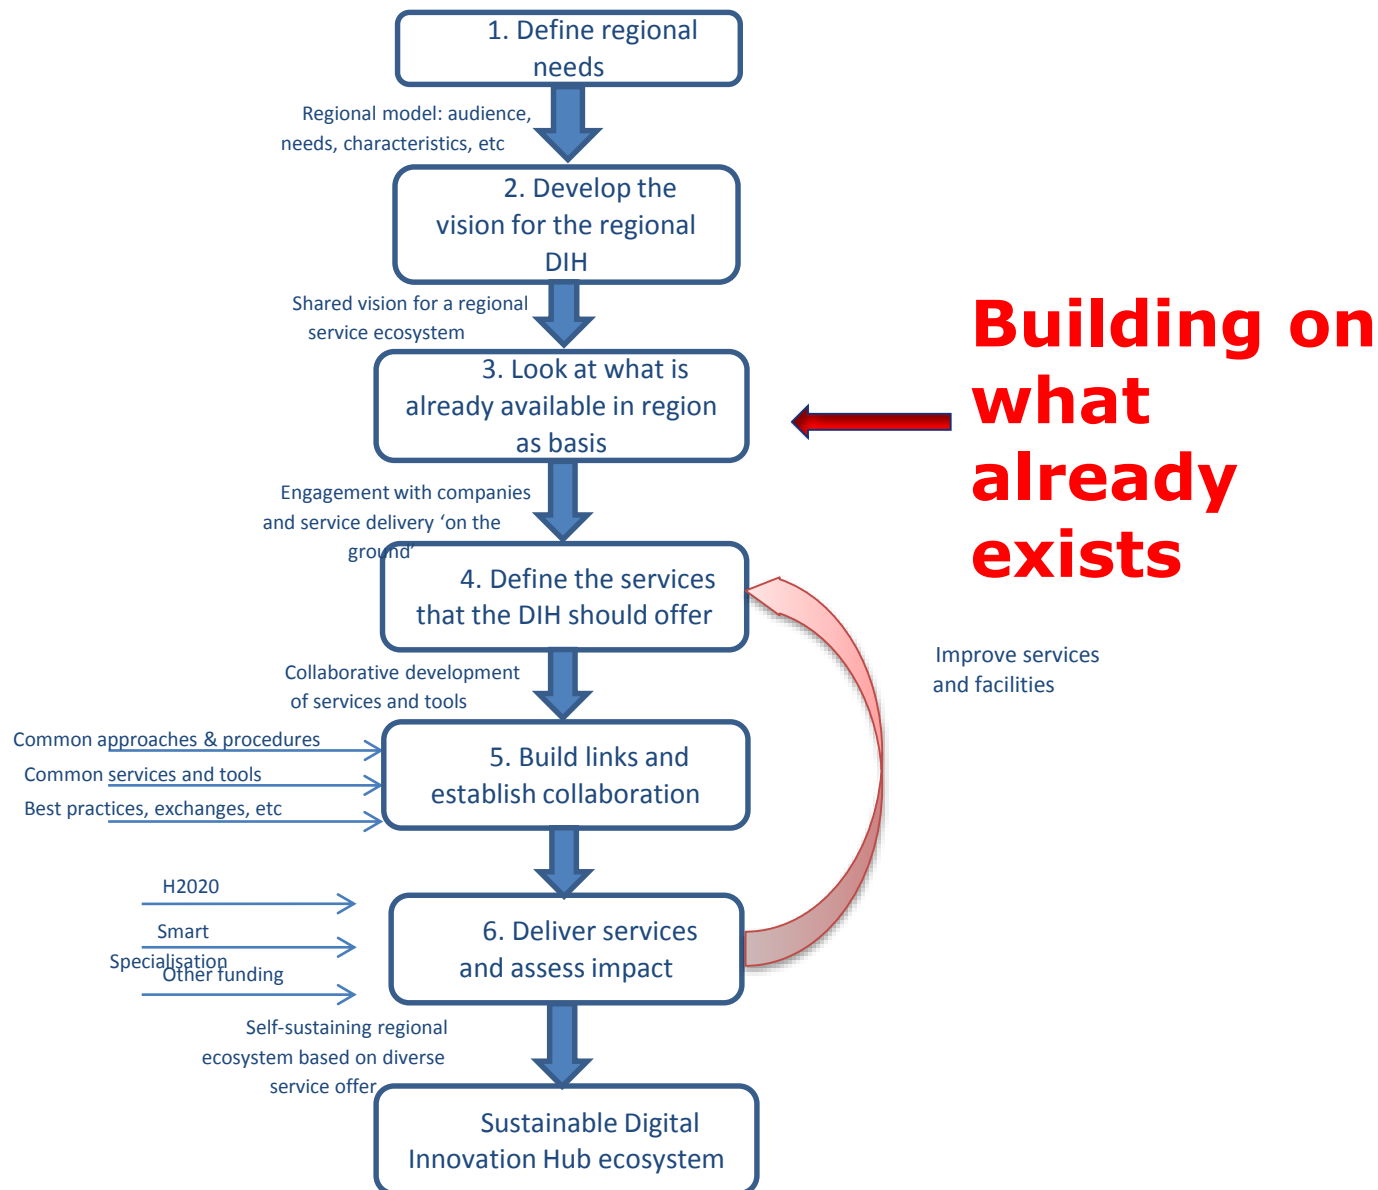 1. Define regional
needs
Regional model: audience,
needs, characteristics, etc
2. Develop the
vision for the regional
DIH
Shared vision for a regional
service ecosystem
3. Look at what is
already available in region
as basis
Building on
what
already
exists
Engagement with companies
and service delivery ‘on the
ground’
4. Define the services
that the DIH should offer
Improve services
and facilities
Collaborative development
of services and tools
Common approaches & procedures
Common services and tools
Best practices, exchanges, etc
5. Build links and
establish collaboration
H2020
Smart
Specialisation
Other funding
6. Deliver services
and assess impact
Self-sustaining regional
ecosystem based on diverse
service offer
Sustainable Digital
Innovation Hub ecosystem